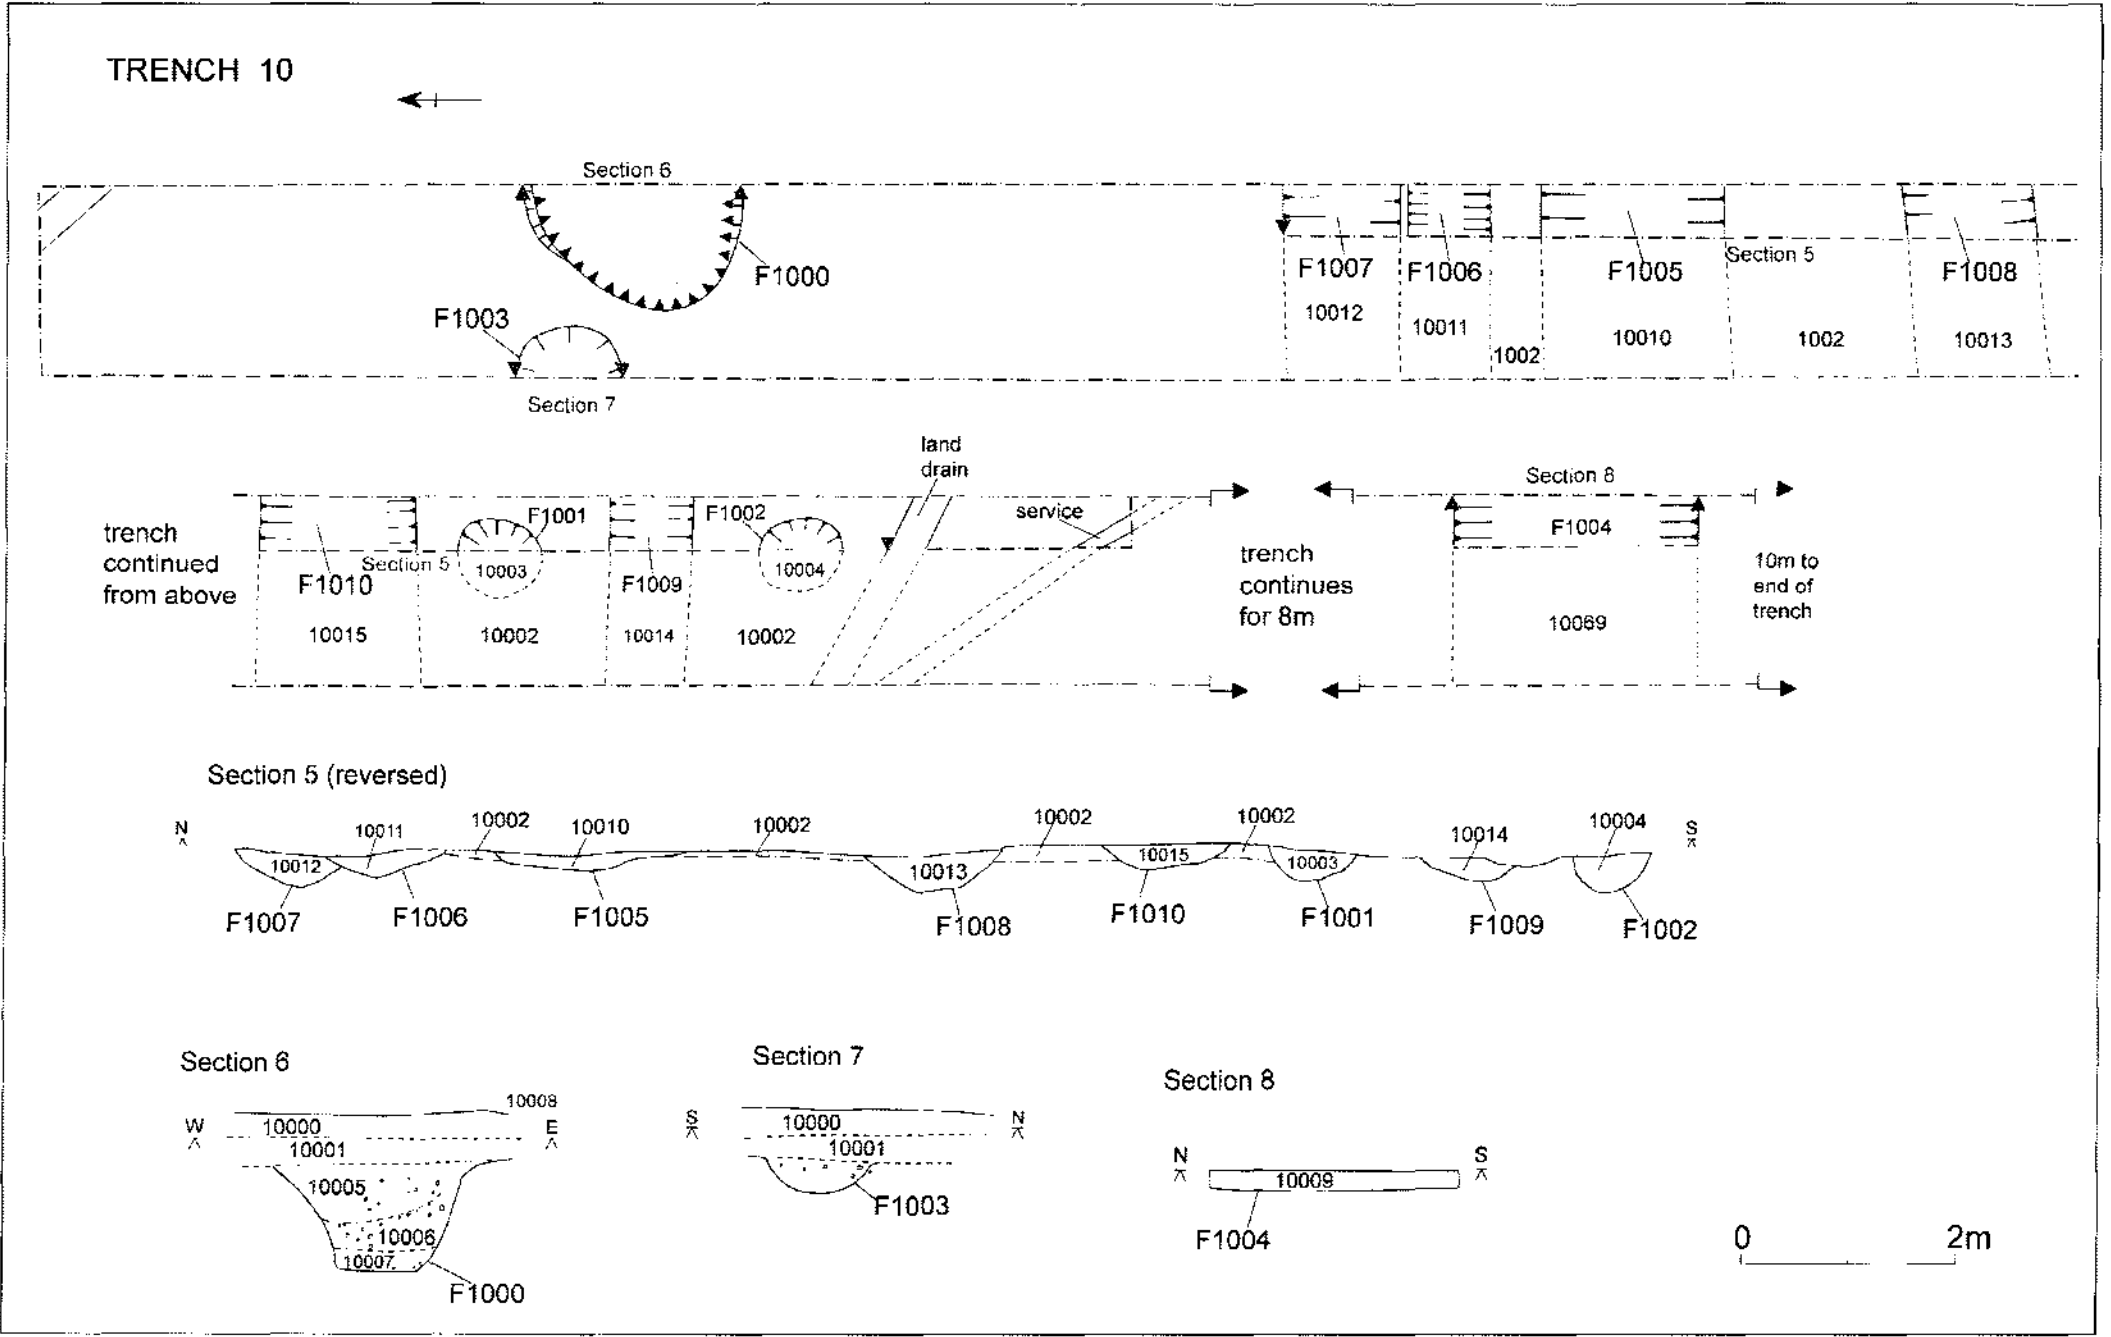 TRENCH 10
Section 6
F1000
F1003
Section 7
F1007
F1006
F1005
Section 5
F1008
10012
10011
1002
10010
1002
10013
land
drain
Section 8
trench
continued
from above
F1001
F1002
service
F1004
Section 5
10003
F1010
F1009
10004
10015
10002
10014
10002
trench
continues
for 8m
10069
10m to
end of
trench
Section 5 (reversed)
N
10011
10002
10010
10002
10002
10002
10014
10004
S
10012
10013
10015
10003
F1007
F1006
F1005
F1008
F1010
F1001
F1009
F1002
Section 6
W
10000
10008
E
10001
10005
10006
10007
F1000
Section 7
S
10000
N
10001
F1003
Section 8
N
10009
S
F1004
0 2m